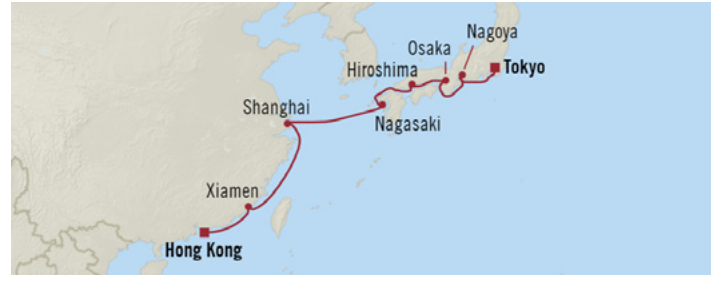 Nagoya
Osaka
Hiroshima
Tokyo
Shanghai
Nagasaki
Xiamen
Hong Kong